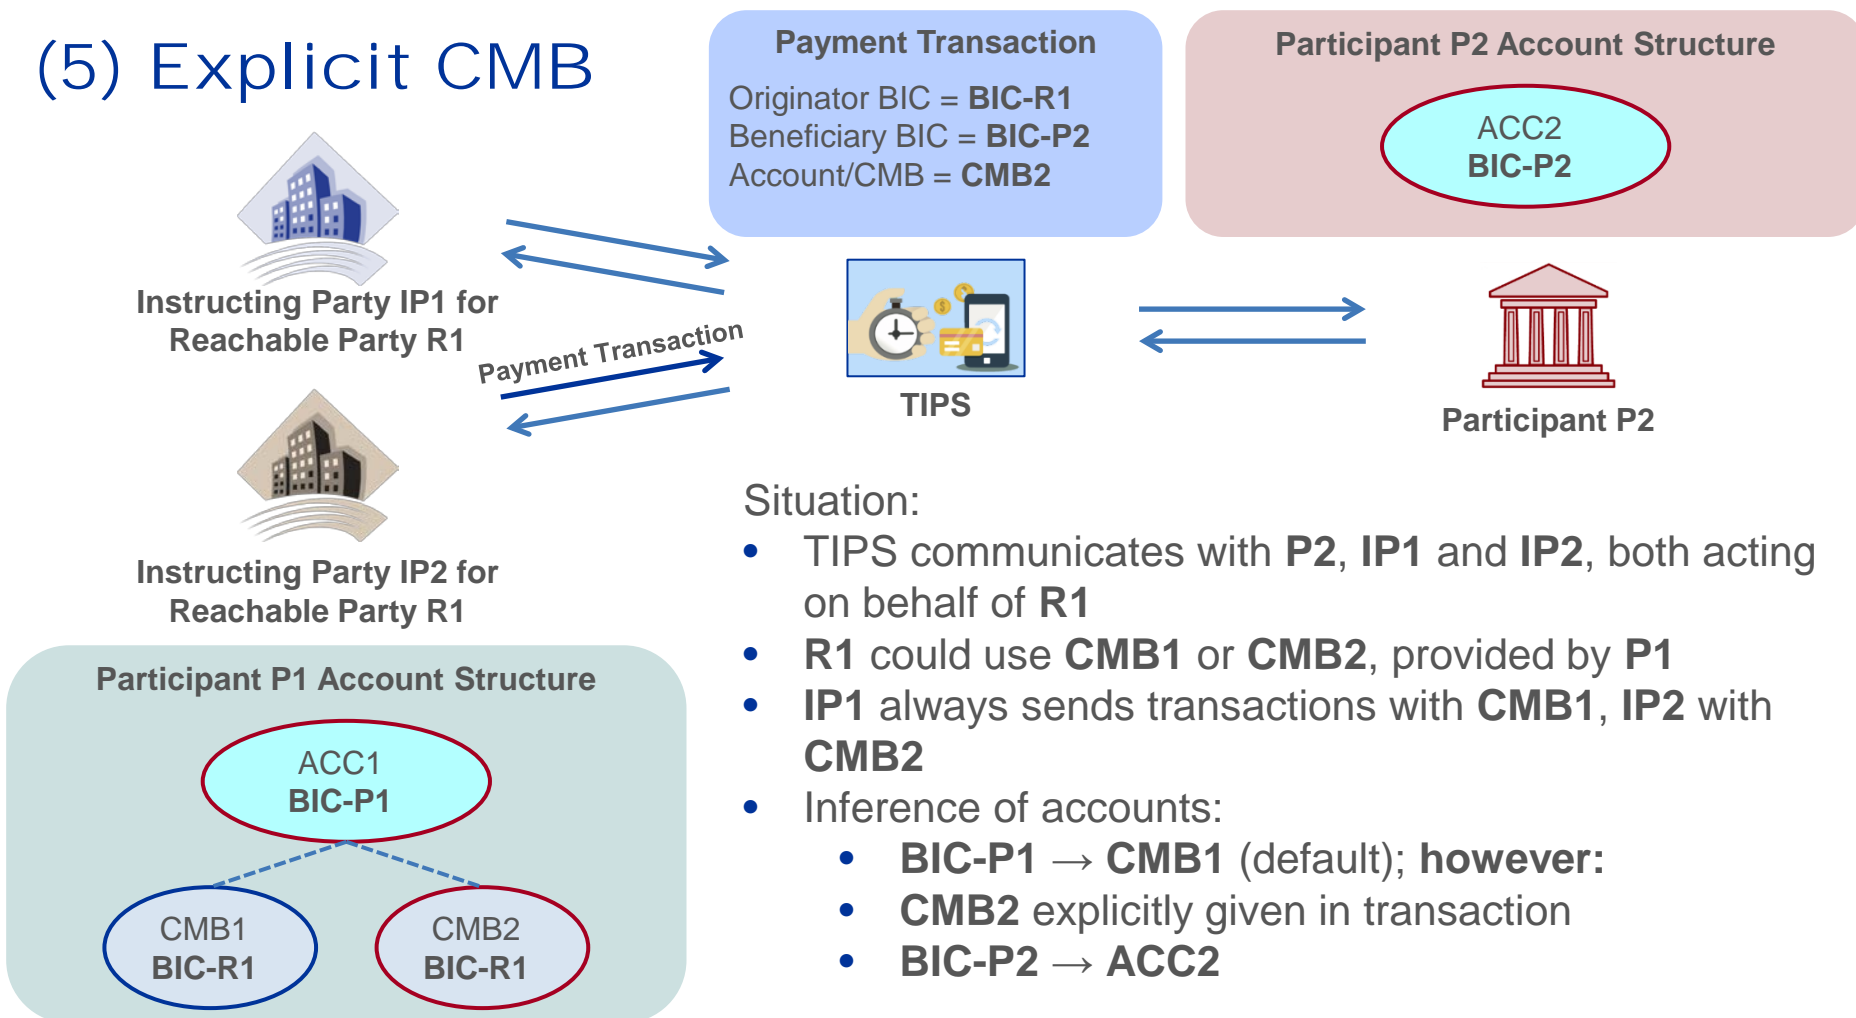 (5) Explicit CMB
Payment Transaction
Originator BIC = BIC-R1
Beneficiary BIC = BIC-P2
Account/CMB = CMB2
Participant P2 Account Structure
ACC2
BIC-P2
Instructing Party IP1 for
Reachable Party R1
Payment Transaction
TIPS
Participant P2
Instructing Party IP2 for
Reachable Party R1
Participant P1 Account Structure
ACC1
BIC-P1
CMB1
BIC-R1
CMB2
BIC-R1
Situation:
• TIPS communicates with P2, IP1 and IP2, both acting
on behalf of R1
• R1 could use CMB1 or CMB2, provided by P1
• IP1 always sends transactions with CMB1, IP2 with
CMB2
• Inference of accounts:
• BIC-P1 → CMB1 (default); however:
• CMB2 explicitly given in transaction
• BIC-P2 → ACC2